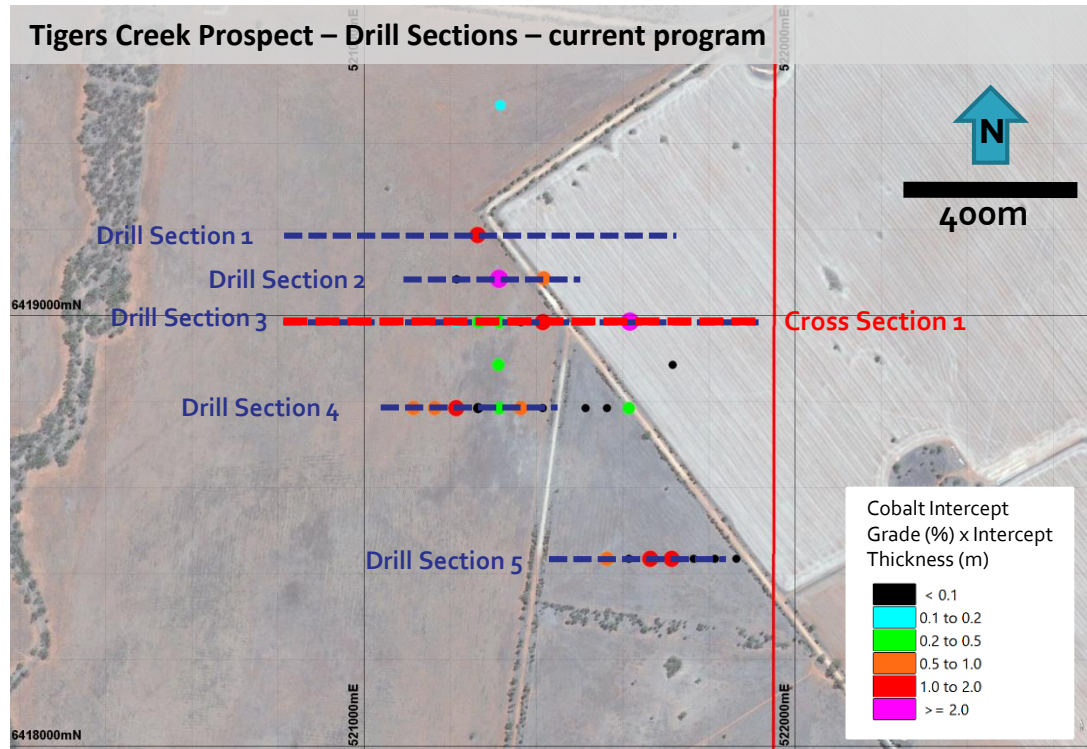 Tigers Creek Prospect – Drill Sections – current program
521000mE
522000mE
N
400m
Drill Section 1
Drill Section 2
6419000mN
Drill Section 3
Cross Section 1
Drill Section 4
Drill Section 5
Cobalt Intercept
Grade (%) x Intercept
Thickness (m)
< 0.1
0.1 to 0.2
0.2 to 0.5
0.5 to 1.0
1.0 to 2.0
>= 2.0
521000mE
522000mE
6418000mN